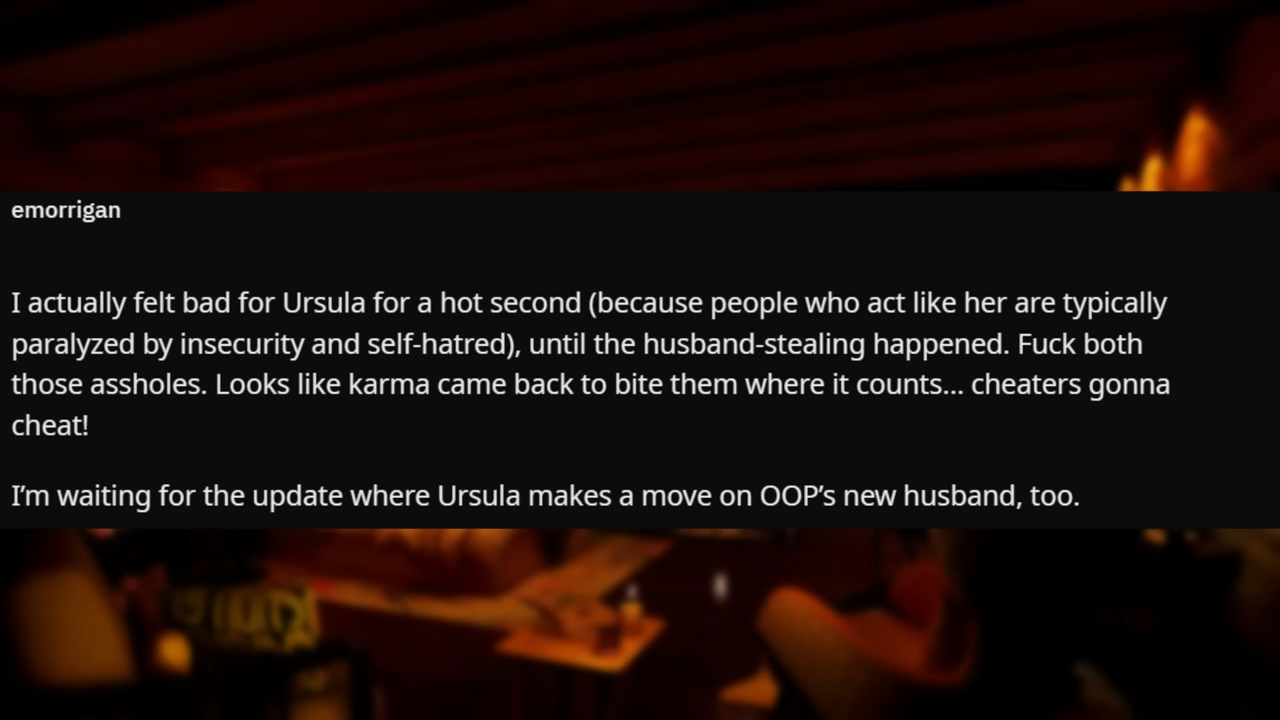 emorrigan
I actually felt bad for Ursula for a hot second (because people who act like her are typically
paralyzed by insecurity and self-hatred), until the husband-stealing happened. Fuck both
those assholes. Looks like karma came back to bite them where it counts... cheaters gonna
cheat!
I’m waiting for the update where Ursula makes a move on OOP’s new husband, too.